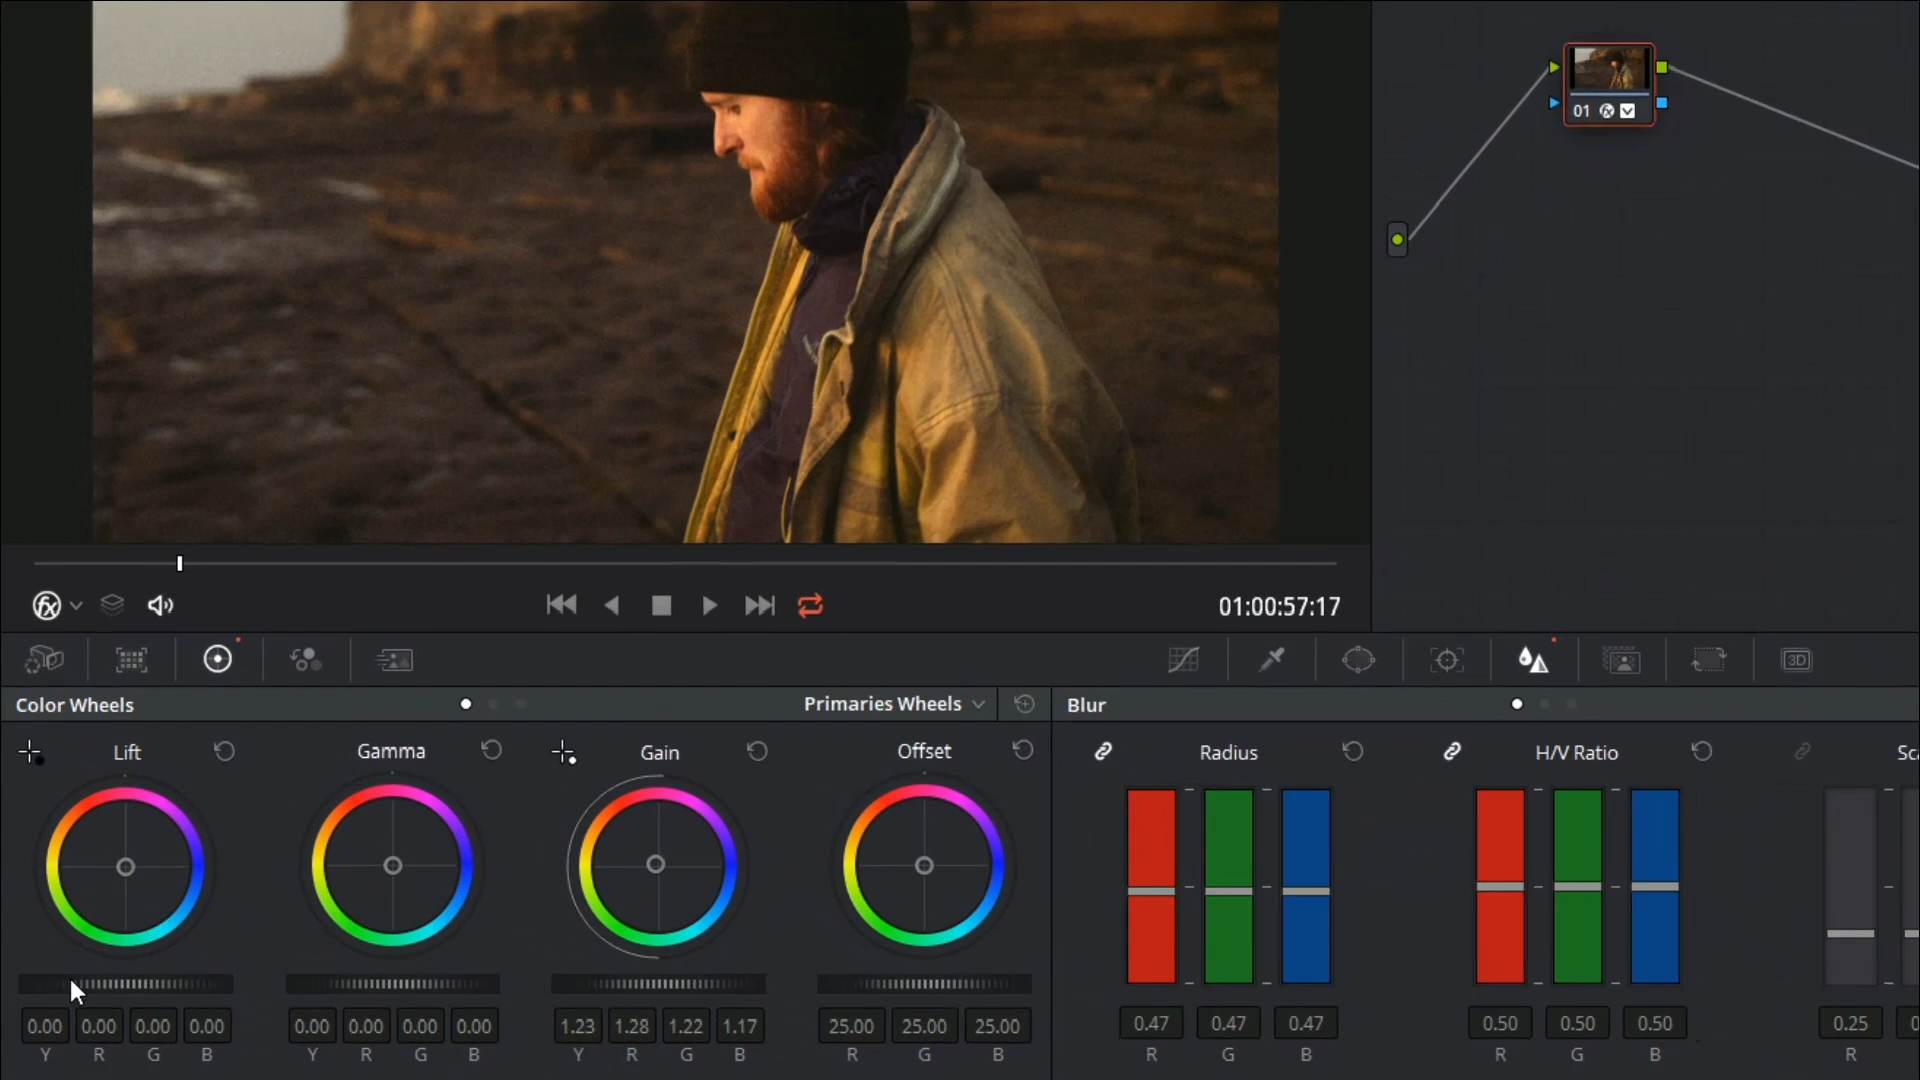 01
fx
01:00:57:17
3D
Color Wheels
Primaries Wheels
Blur
Lift
Gamma
Gain
Offset
Radius
H/V Ratio
Sc
0.00 0.00 0.00 0.00
0.00 0.00 0.00 0.00
1.23 1.28 1.22 1.17
25.00 25.00 25.00
0.47 0.47 0.47
0.50 0.50 0.50
0.25 0
Y R G B
Y R G B
Y R G B
R G B
R G B
R G B
R